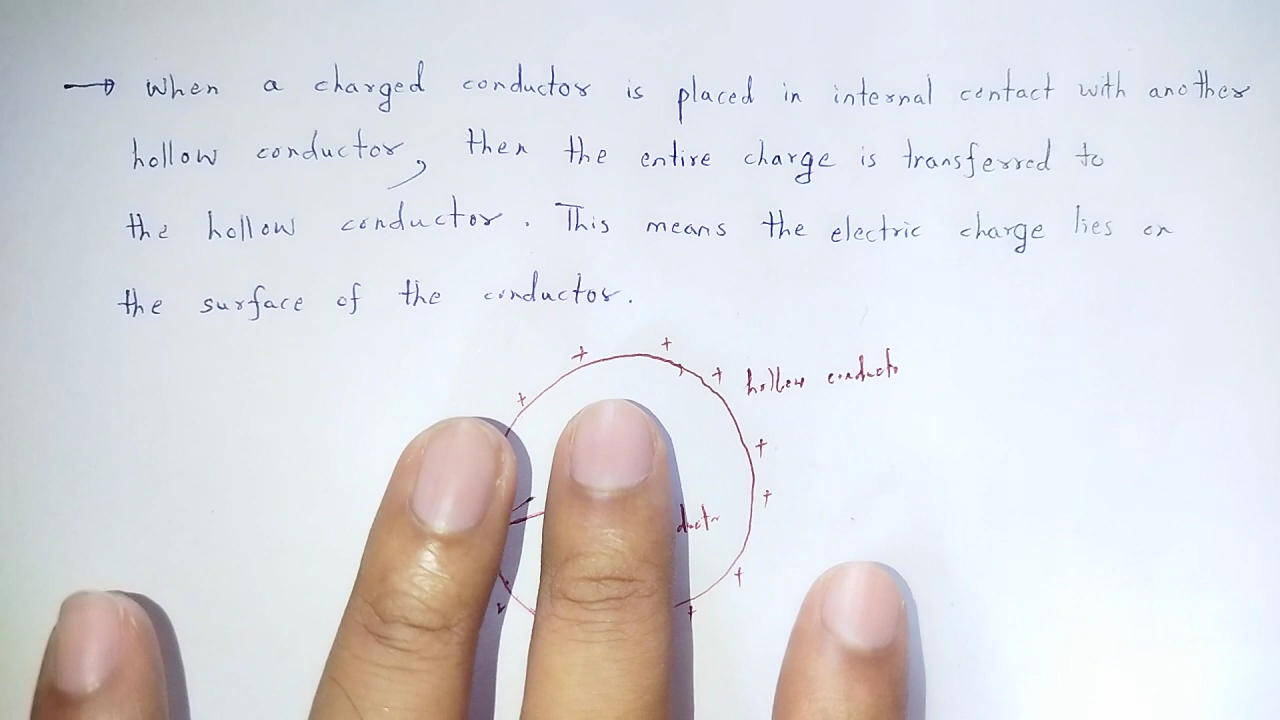 → When a charged conductor is placed in internal contact with another
hollow conductor, then the entire charge is transferred to
the hollow conductor. This means the electric charge lies on
the surface of the conductor.
hollow conducto